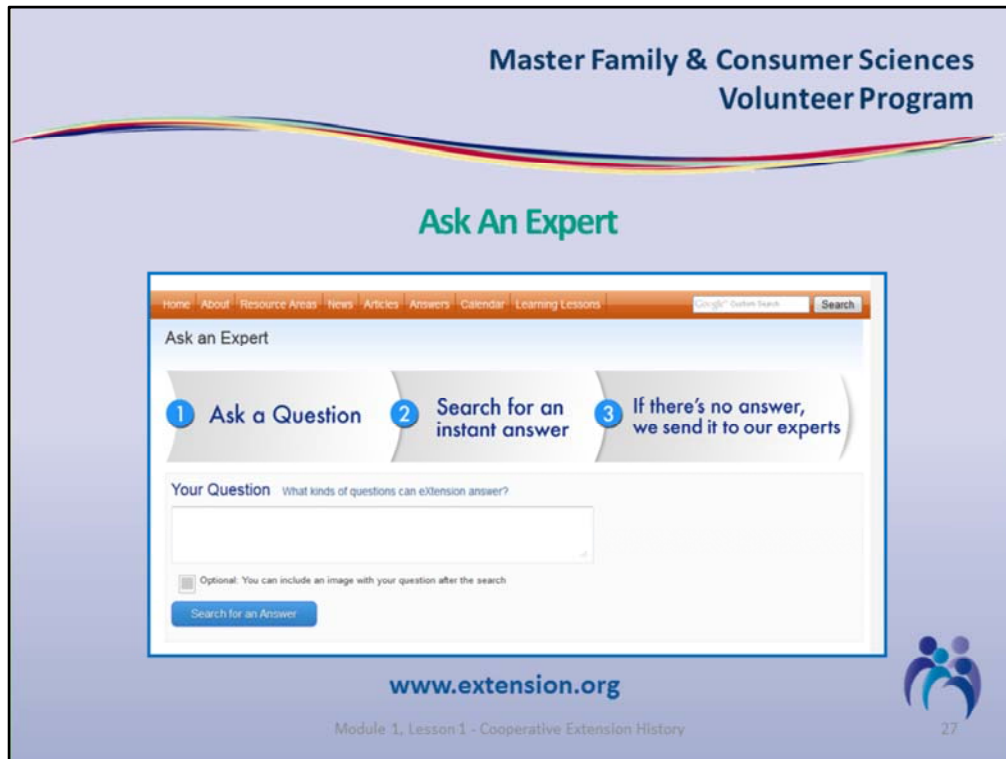 Master Family & Consumer Sciences
Volunteer Program
Ask An Expert
Home About Resource Areas News Articles Answers Calendar Learning Lessons Google Custom Search Search
Ask an Expert
1 Ask a Question 2 Search for an
instant answer 3 If there's no answer,
we send it to our experts
Your Question What kinds of questions can eXtension answer?
Optional: You can include an image with your question after the search
Search for an Answer
www.extension.org
Module 1, Lesson 1 - Cooperative Extension History 27